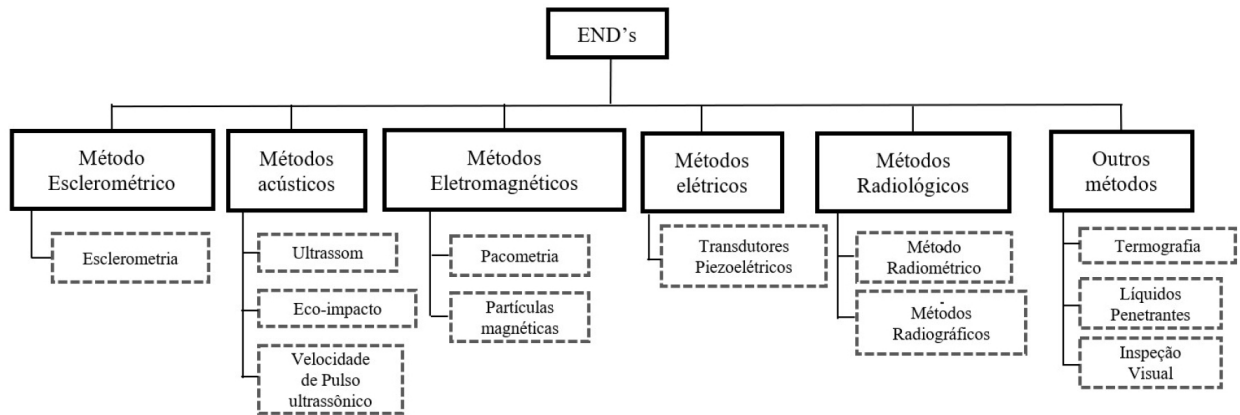 END’s
Método
Esclerométrico
Métodos
acústicos
Métodos
Eletromagnéticos
Métodos
elétricos
Métodos
Radiológicos
Outros
métodos
Esclerometria
Ultrassom
Eco-impacto
Velocidade
de Pulso
ultrassônico
Pacometria
Partículas
magnéticas
Transdutores
Piezoelétricos
Método
Radiométrico
Métodos
Radiográficos
Termografia
Líquidos
Penetrantes
Inspeção
Visual